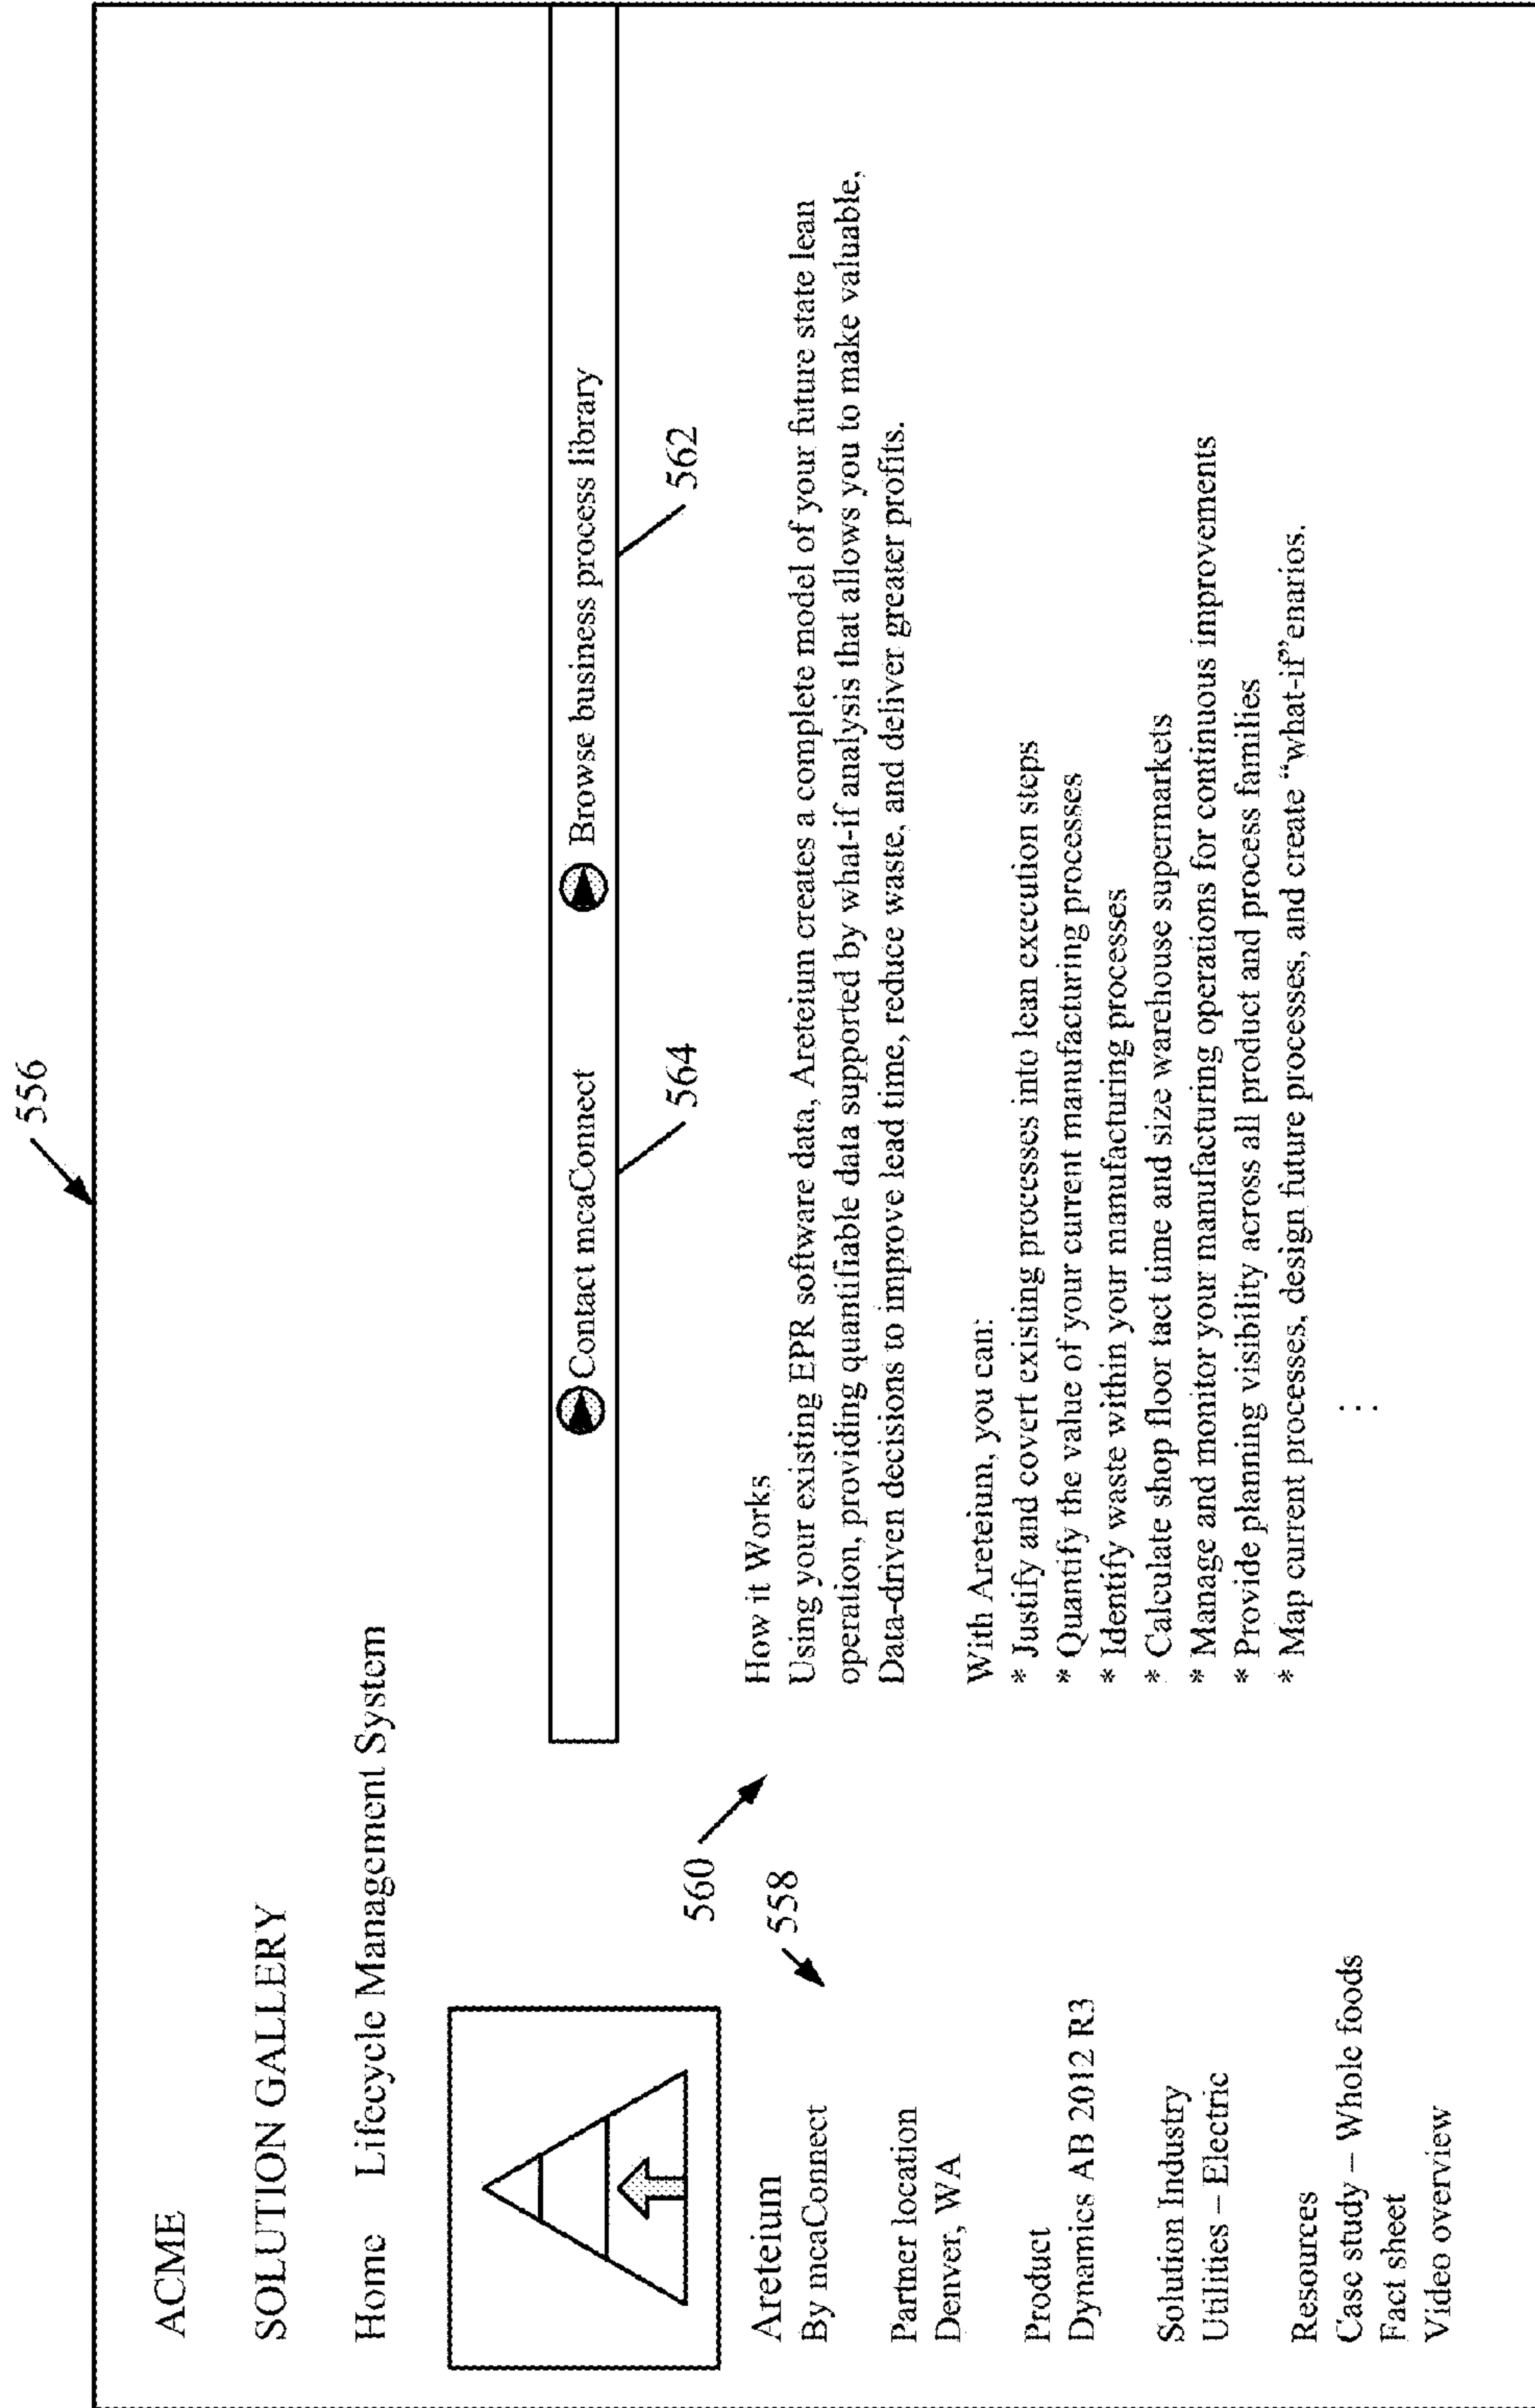 556
ACME
SOLUTION GALLERY
Home Lifecycle Management System
Contact mcaConnect
Browse business process library
564
562
560
558
Areteium
By mcaConnect
Partner location
Denver, WA
Product
Dynamics AB 2012 R3
Solution Industry
Utilities – Electric
Resources
Case study – Whole foods
Fact sheet
Video overview
How it Works
Using your existing EPR software data, Areteium creates a complete model of your future state lean
operation, providing quantifiable data supported by what-if analysis that allows you to make valuable,
Data-driven decisions to improve lead time, reduce waste, and deliver greater profits.
With Areteium, you can:
* Justify and covert existing processes into lean execution steps
* Quantify the value of your current manufacturing processes
* Identify waste within your manufacturing processes
* Calculate shop floor tact time and size warehouse supermarkets
* Manage and monitor your manufacturing operations for continuous improvements
* Provide planning visibility across all product and process families
* Map current processes, design future processes, and create “what-if”enarios.
...